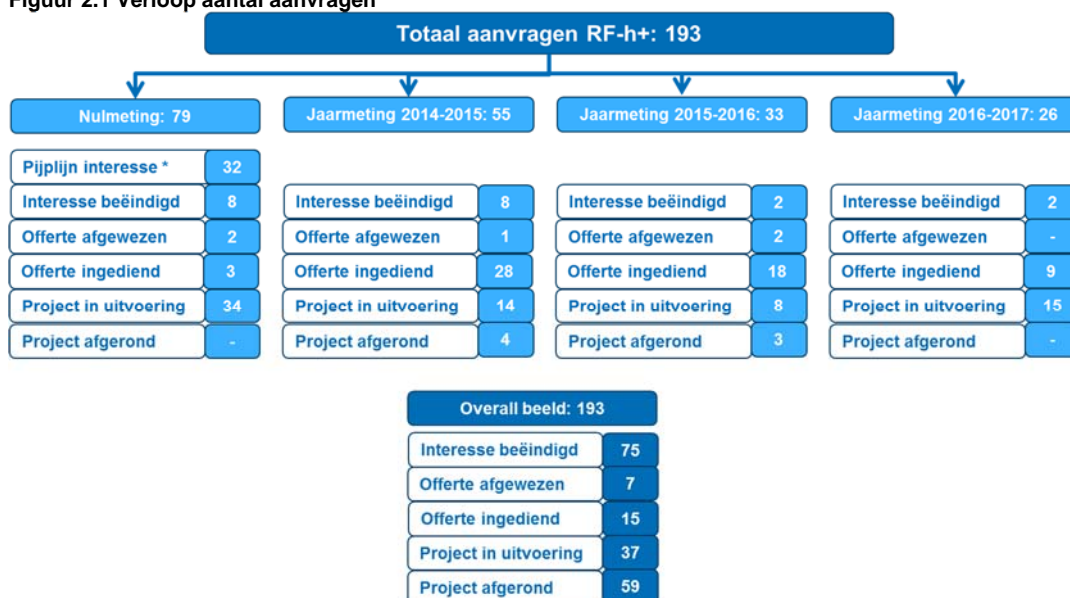 Figuur 2.1 Verloop aantal aanvragen
Totaal aanvragen RF-h+: 193
Nulmeting: 79
Pijplijn interesse * 32
Interesse beëindigd 8
Offerte afgewezen 2
Offerte ingediend 3
Project in uitvoering 34
Project afgerond -
Jaarmeting 2014-2015: 55
Interesse beëindigd 8
Offerte afgewezen 1
Offerte ingediend 28
Project in uitvoering 14
Project afgerond 4
Jaarmeting 2015-2016: 33
Interesse beëindigd 2
Offerte afgewezen 2
Offerte ingediend 18
Project in uitvoering 8
Project afgerond 3
Jaarmeting 2016-2017: 26
Interesse beëindigd 2
Offerte afgewezen -
Offerte ingediend 9
Project in uitvoering 15
Project afgerond -
Overall beeld: 193
Interesse beëindigd 75
Offerte afgewezen 7
Offerte ingediend 15
Project in uitvoering 37
Project afgerond 59